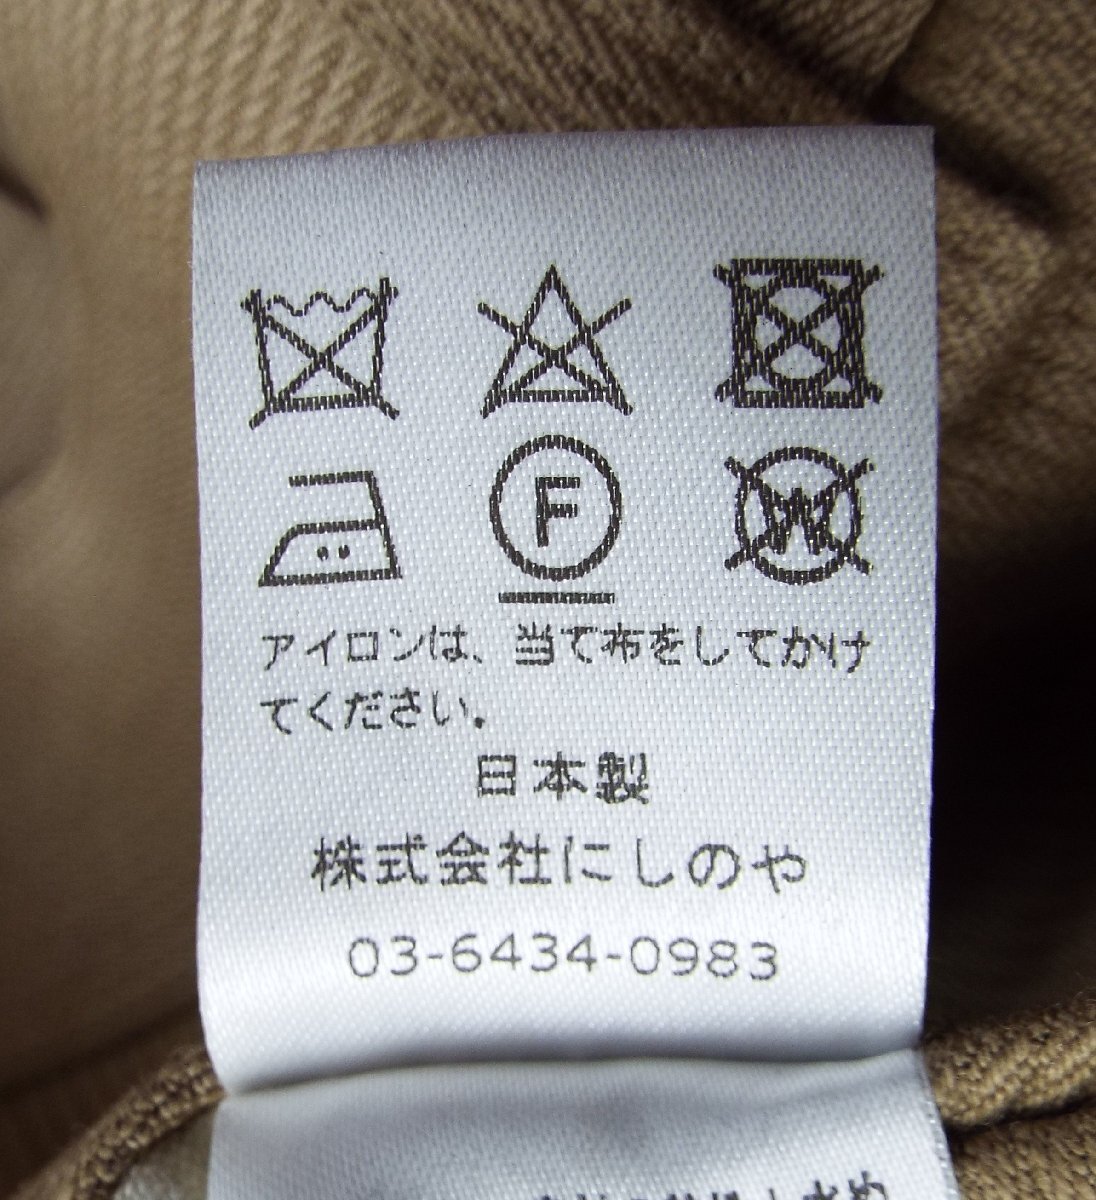 F
W
アイロンは、当て布をしてかけ
てください。
日本製
株式会社にしのや
03-6434-0983